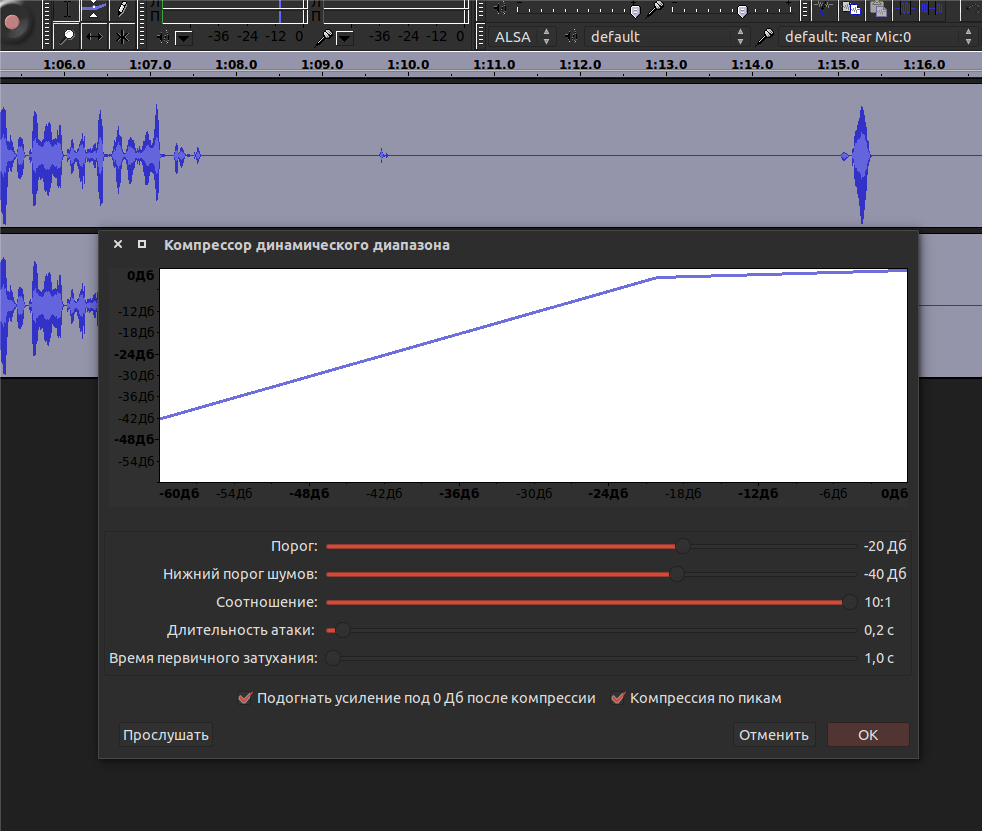 -36 -24 -12 0 -36 -24 -12 0 ALSA default default: Rear Mic:0
1:06.0 1:07.0 1:08.0 1:09.0 1:10.0 1:11.0 1:12.0 1:13.0 1:14.0 1:15.0 1:16.0
Компрессор динамического диапазона
0Дб
-12Дб
-18Дб
-24Дб
-30Дб
-36Дб
-42Дб
-48Дб
-54Дб
-60Дб -54Дб -48Дб -42Дб -36Дб -30Дб -24Дб -18Дб -12Дб -6Дб 0Дб
Порог: -20 Дб
Нижний порог шумов: -40 Дб
Соотношение: 10:1
Длительность атаки: 0,2 с
Время первичного затухания: 1,0 с
Подогнать усиление под 0 Дб после компрессии Компрессия по пикам
Прослушать Отменить OK